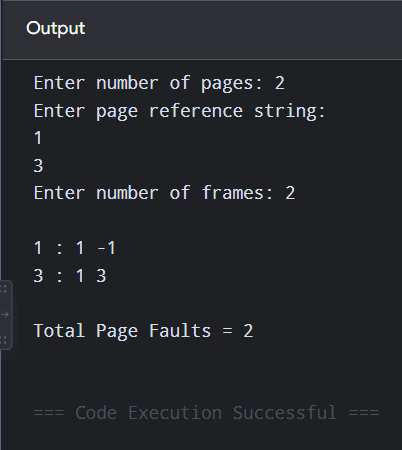 Output
Enter number of pages: 2
Enter page reference string:
1
3
Enter number of frames: 2
1 : 1 -1
3 : 1 3
Total Page Faults = 2
=== Code Execution Successful ===